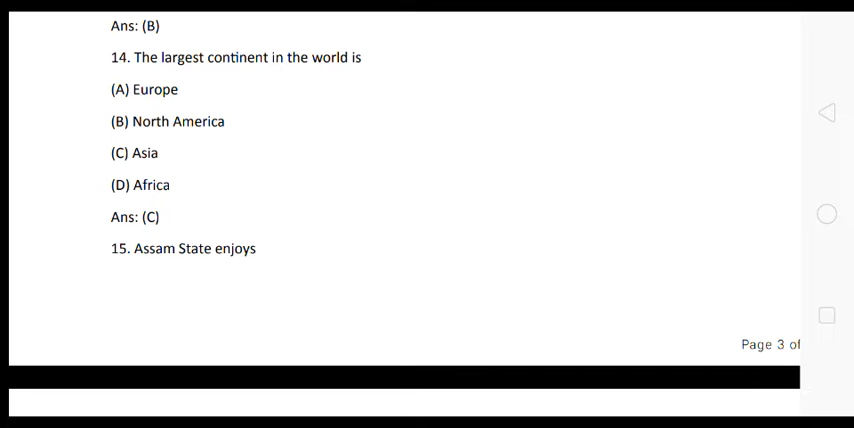 Ans: (B)
14. The largest continent in the world is
(A) Europe
(B) North America
(C) Asia
(D) Africa
Ans: (C)
15. Assam State enjoys
Page 3 of